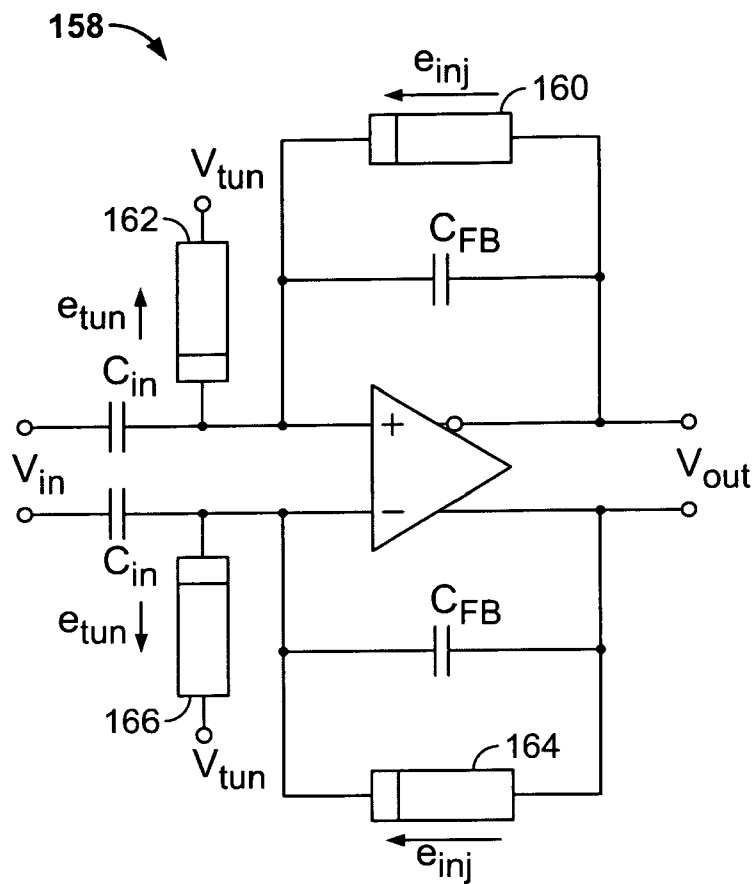 158
e_inj
160
V_tun
162
C_FB
e_tun
C_in
+
V_in
V_out
−
C_in
C_FB
e_tun
166
V_tun
164
e_inj